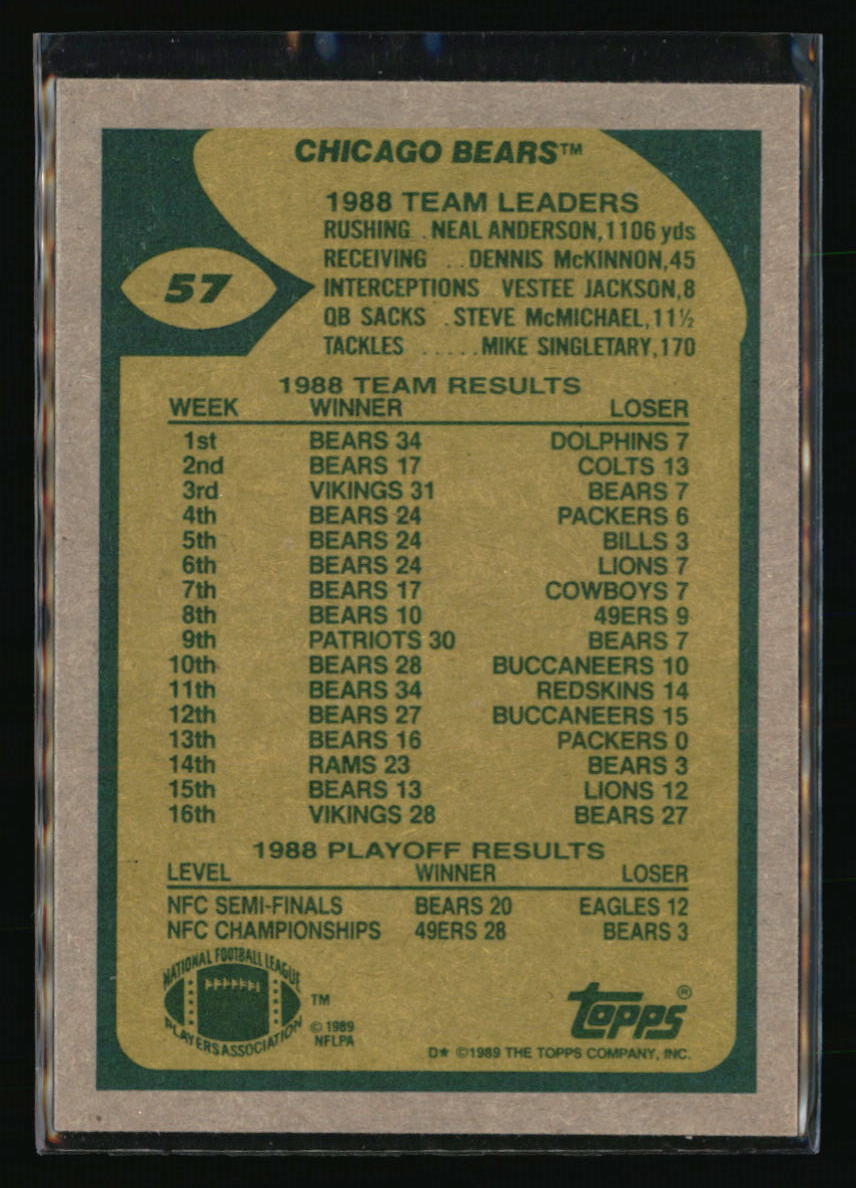 CHICAGO BEARS™
1988 TEAM LEADERS
RUSHING . NEAL ANDERSON, 1106 yds
RECEIVING . . DENNIS McKINNON, 45
57
INTERCEPTIONS VESTEE JACKSON, 8
QB SACKS . STEVE McMICHAEL, 11½
TACKLES . . . . . MIKE SINGLETARY, 170
1988 TEAM RESULTS
WEEK WINNER LOSER
1st BEARS 34 DOLPHINS 7
2nd BEARS 17 COLTS 13
3rd VIKINGS 31 BEARS 7
4th BEARS 24 PACKERS 6
5th BEARS 24 BILLS 3
6th BEARS 24 LIONS 7
7th BEARS 17 COWBOYS 7
8th BEARS 10 49ERS 9
9th PATRIOTS 30 BEARS 7
10th BEARS 28 BUCCANEERS 10
11th BEARS 34 REDSKINS 14
12th BEARS 27 BUCCANEERS 15
13th BEARS 16 PACKERS 0
14th RAMS 23 BEARS 3
15th BEARS 13 LIONS 12
16th VIKINGS 28 BEARS 27
1988 PLAYOFF RESULTS
LEVEL WINNER LOSER
NFC SEMI-FINALS BEARS 20 EAGLES 12
NFC CHAMPIONSHIPS 49ERS 28 BEARS 3
NATIONAL FOOTBALL LEAGUE
PLAYERS ASSOCIATION
™
© 1989
NFLPA
topps®
D* ©1989 THE TOPPS COMPANY, INC.